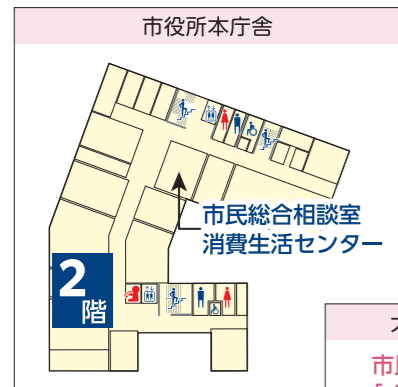 市役所本庁舎
市民総合相談室
消費生活センター
2
階
市